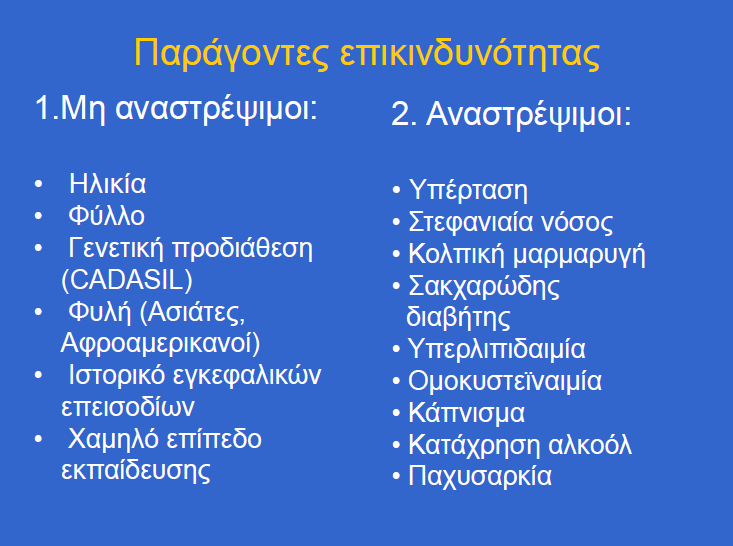 Παράγοντες επικινδυνότητας
1.Μη αναστρέψιμοι:
• Ηλικία
• Φύλλο
• Γενετική προδιάθεση
(CADASIL)
• Φυλή (Ασιάτες,
Αφροαμερικανοί)
• Ιστορικό εγκεφαλικών
επεισοδίων
• Χαμηλό επίπεδο
εκπαίδευσης
2. Αναστρέψιμοι:
• Υπέρταση
• Στεφανιαία νόσος
• Κολπική μαρμαρυγή
• Σακχαρώδης
διαβήτης
• Υπερλιπιδαιμία
• Ομοκυστεϊναιμία
• Κάπνισμα
• Κατάχρηση αλκοόλ
• Παχυσαρκία